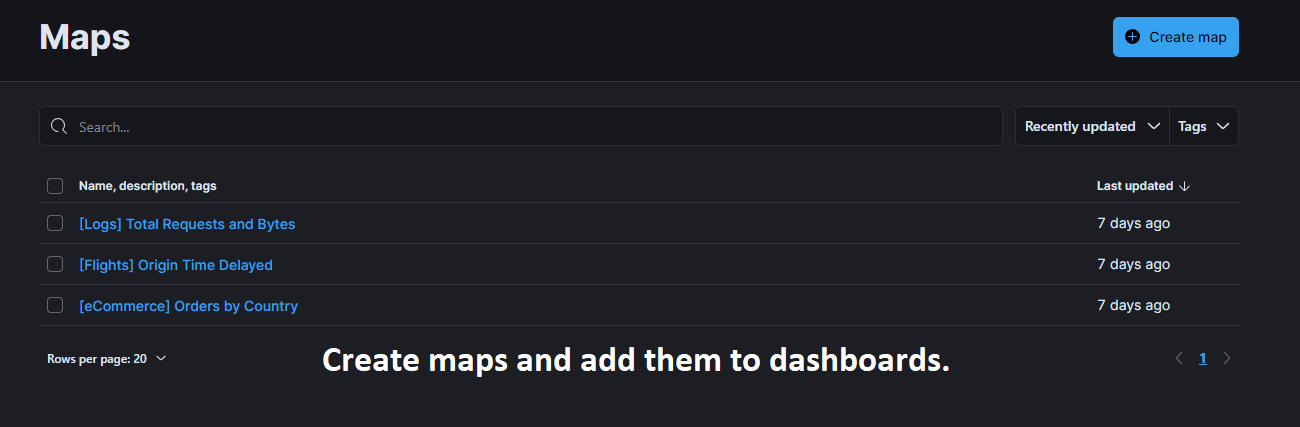 Maps
Create map
Search...
Recently updated
Tags
Name, description, tags
Last updated
[Logs] Total Requests and Bytes
7 days ago
[Flights] Origin Time Delayed
7 days ago
[eCommerce] Orders by Country
7 days ago
Rows per page: 20
Create maps and add them to dashboards.
1